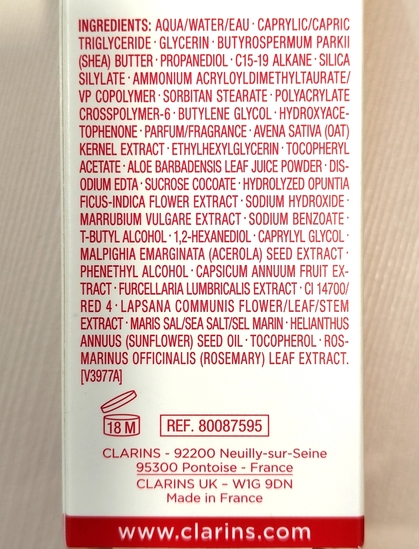 INGREDIENTS: AQUA/WATER/EAU · CAPRYLIC/CAPRIC
TRIGLYCERIDE · GLYCERIN · BUTYROSPERMUM PARKII
(SHEA) BUTTER · PROPANEDIOL · C15-19 ALKANE · SILICA
SILYLATE · AMMONIUM ACRYLOYLDIMETHYLTAURATE/
VP COPOLYMER · SORBITAN STEARATE · POLYACRYLATE
CROSSPOLYMER-6 · BUTYLENE GLYCOL · HYDROXYACE-
TOPHENONE · PARFUM/FRAGRANCE · AVENA SATIVA (OAT)
KERNEL EXTRACT · ETHYLHEXYLGLYCERIN · TOCOPHERYL
ACETATE · ALOE BARBADENSIS LEAF JUICE POWDER · DIS-
ODIUM EDTA · SUCROSE COCOATE · HYDROLYZED OPUNTIA
FICUS-INDICA FLOWER EXTRACT · SODIUM HYDROXIDE ·
MARRUBIUM VULGARE EXTRACT · SODIUM BENZOATE ·
T-BUTYL ALCOHOL · 1,2-HEXANEDIOL · CAPRYLYL GLYCOL ·
MALPIGHIA EMARGINATA (ACEROLA) SEED EXTRACT ·
PHENETHYL ALCOHOL · CAPSICUM ANNUUM FRUIT EX-
TRACT · FURCELLARIA LUMBRICALIS EXTRACT · CI 14700/
RED 4 · LAPSANA COMMUNIS FLOWER/LEAF/STEM
EXTRACT · MARIS SAL/SEA SALT/SEL MARIN · HELIANTHUS
ANNUUS (SUNFLOWER) SEED OIL · TOCOPHEROL · ROS-
MARINUS OFFICINALIS (ROSEMARY) LEAF EXTRACT.
[V3977A]
18 M
REF. 80087595
CLARINS - 92200 Neuilly-sur-Seine
95300 Pontoise - France
CLARINS UK – W1G 9DN
Made in France
www.clarins.com